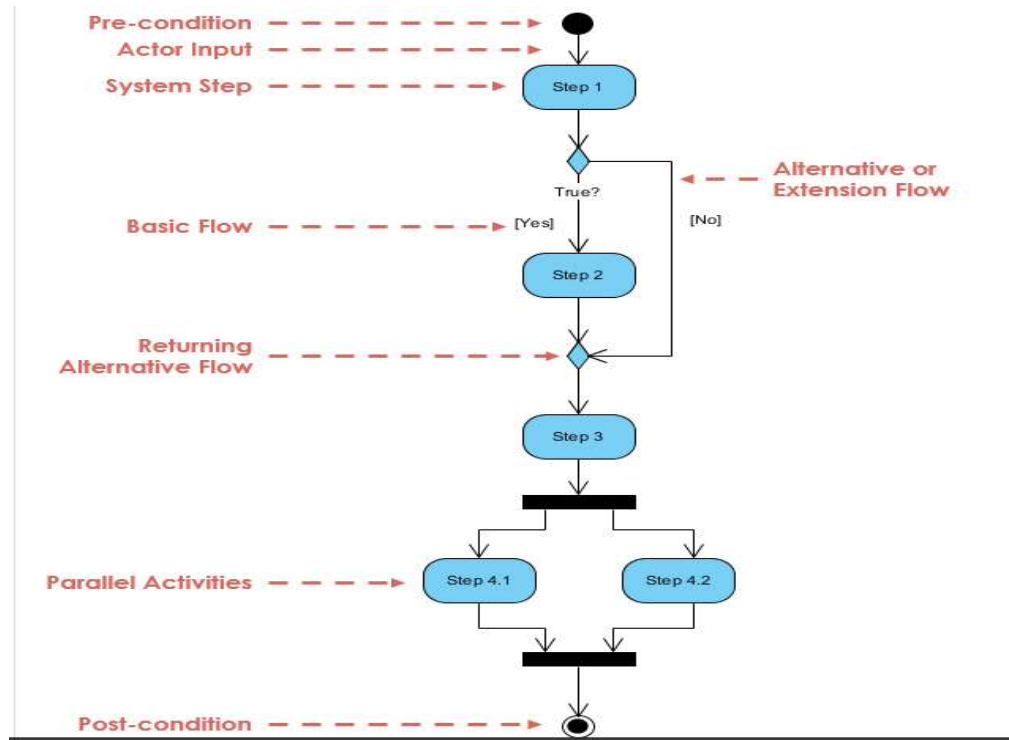 Pre-condition
Actor Input
System Step
Step 1
Alternative or
Extension Flow
True?
[Yes]
[No]
Basic Flow
Step 2
Returning
Alternative Flow
Step 3
Parallel Activities
Step 4.1
Step 4.2
Post-condition